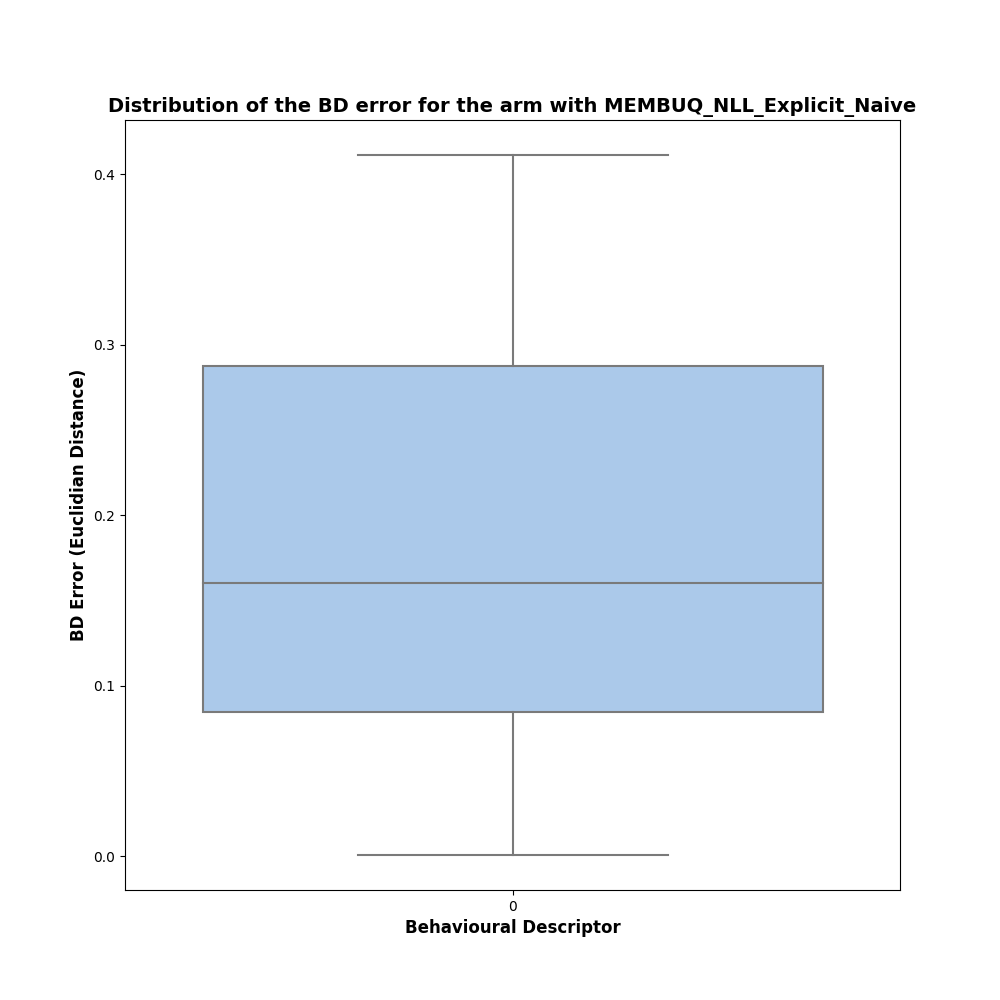 Distribution of the BD error for the arm with MEMBUQ_NLL_Explicit_Naive
0.4
0.3
0.2
0.1
0.0
BD Error (Euclidian Distance)
0
Behavioural Descriptor